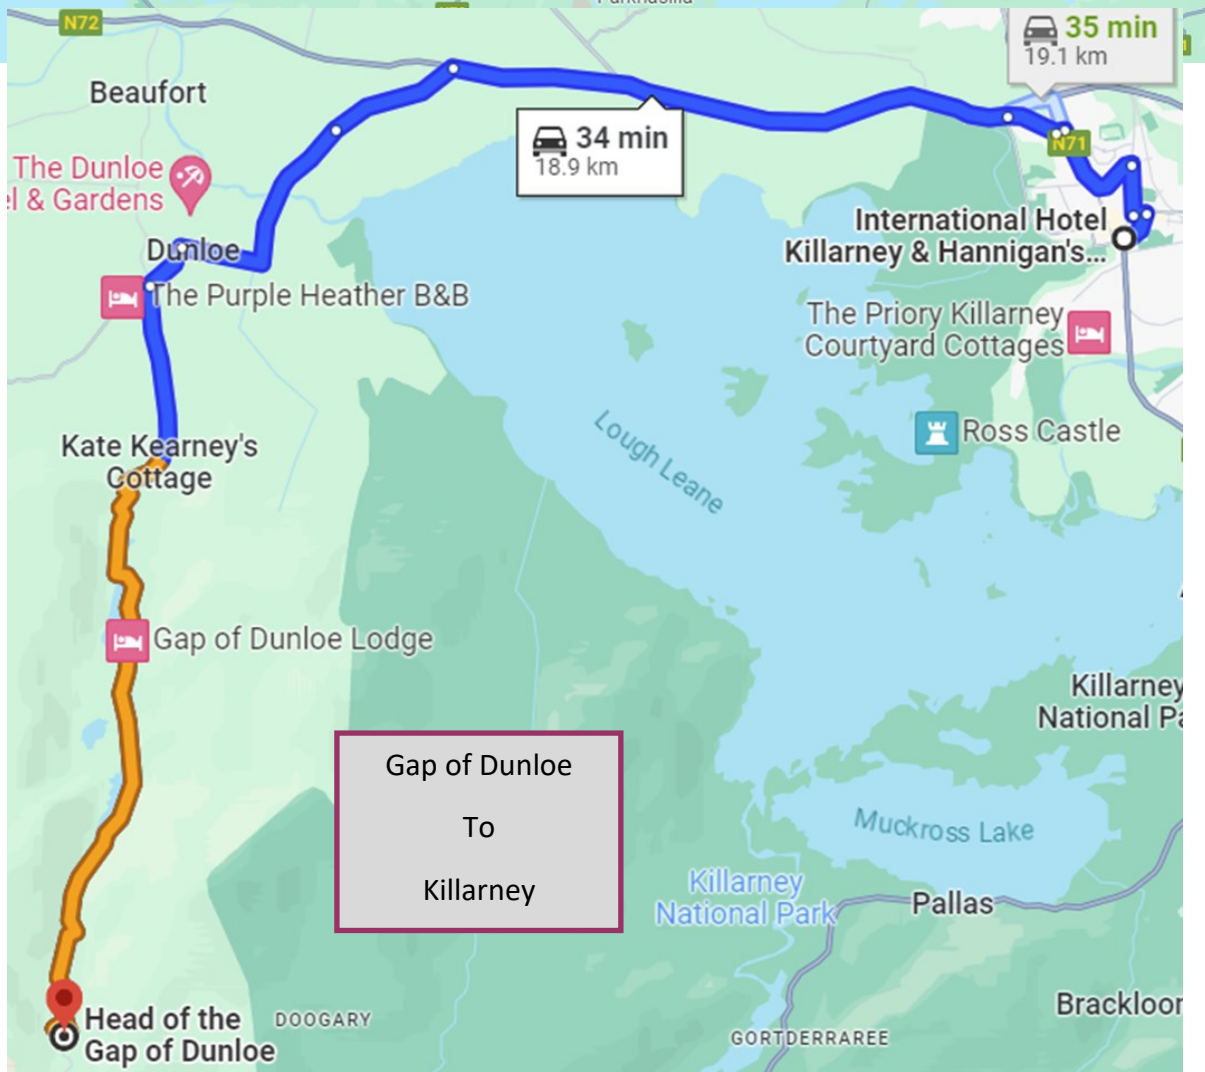 N72
35 min
19.1 km
Beaufort
34 min
18.9 km
N71
The Dunloe
el & Gardens
International Hotel
Killarney & Hannigan's...
Dunloe
The Purple Heather B&B
The Priory Killarney
Courtyard Cottages
Ross Castle
Lough Leane
Kate Kearney's
Cottage
Gap of Dunloe Lodge
Killarney
National Pa
Gap of Dunloe
To
Killarney
Muckross Lake
Killarney
National Park
Pallas
Brackloor
Head of the
Gap of Dunloe
DOOGARY
GORTDERRAREE